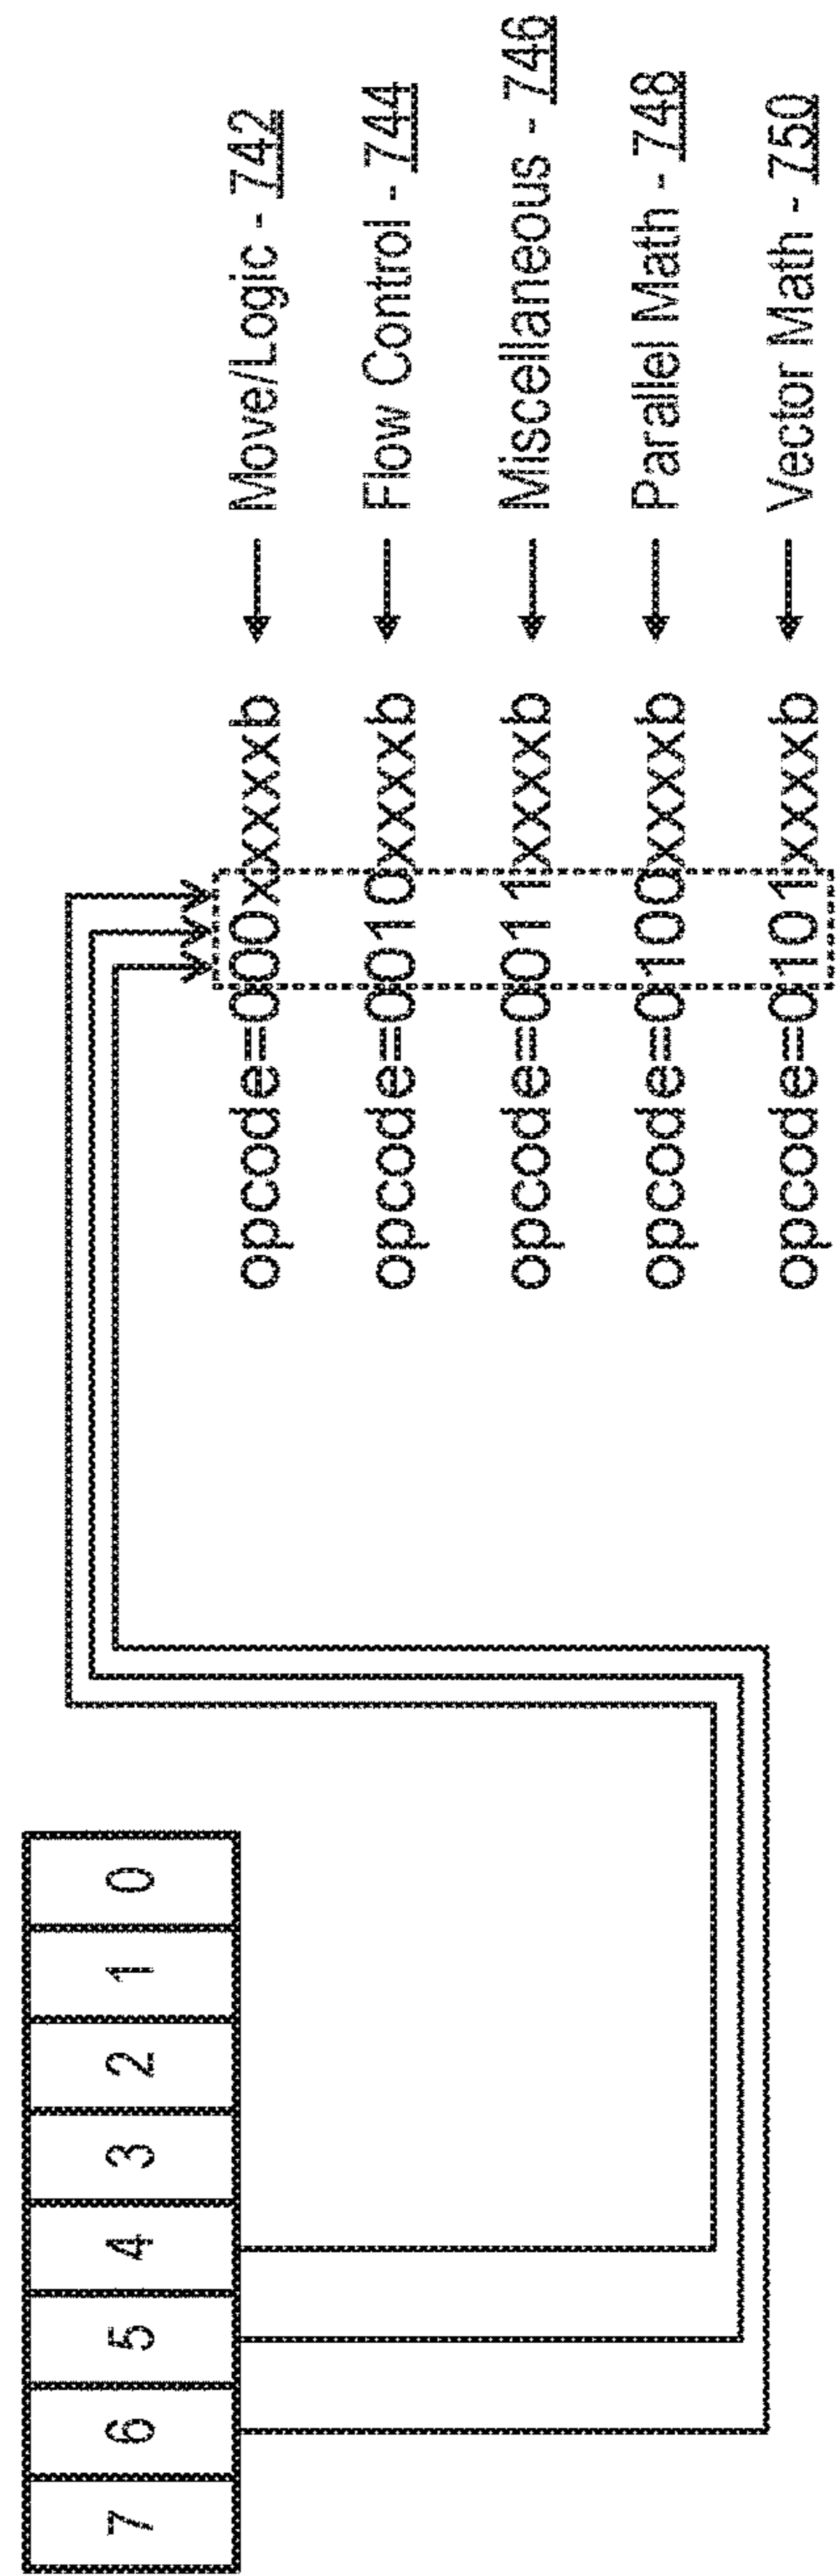 7 6 5 4 3 2 1 0
opcode=000xxxxxb ← Move/Logic - 742
opcode=0010xxxxb ← Flow Control - 744
opcode=0011xxxxb ← Miscellaneous - 746
opcode=0100xxxxb ← Parallel Math - 748
opcode=0101xxxxb ← Vector Math - 750